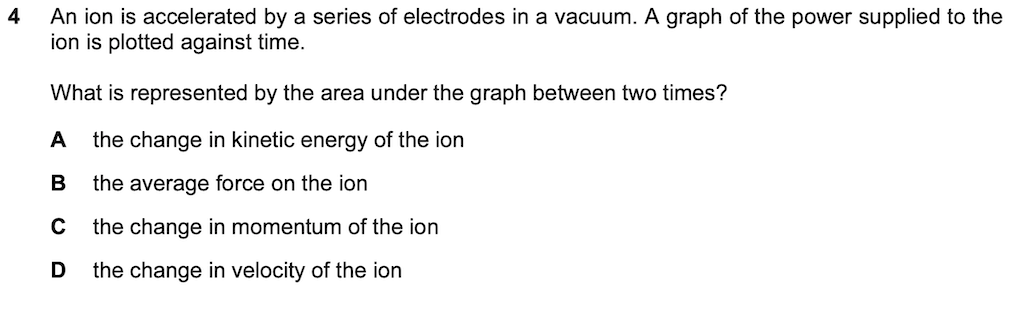 4 An ion is accelerated by a series of electrodes in a vacuum. A graph of the power supplied to the
ion is plotted against time.
What is represented by the area under the graph between two times?
A the change in kinetic energy of the ion
B the average force on the ion
C the change in momentum of the ion
D the change in velocity of the ion